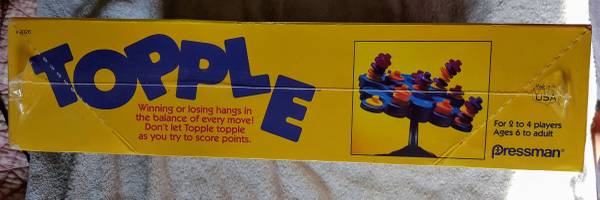 TOPPLE
Winning or losing hangs in
the balance of every move!
Don't let Topple topple
as you try to score points.
USA
For 2 to 4 players
Ages 6 to adult
Pressman®